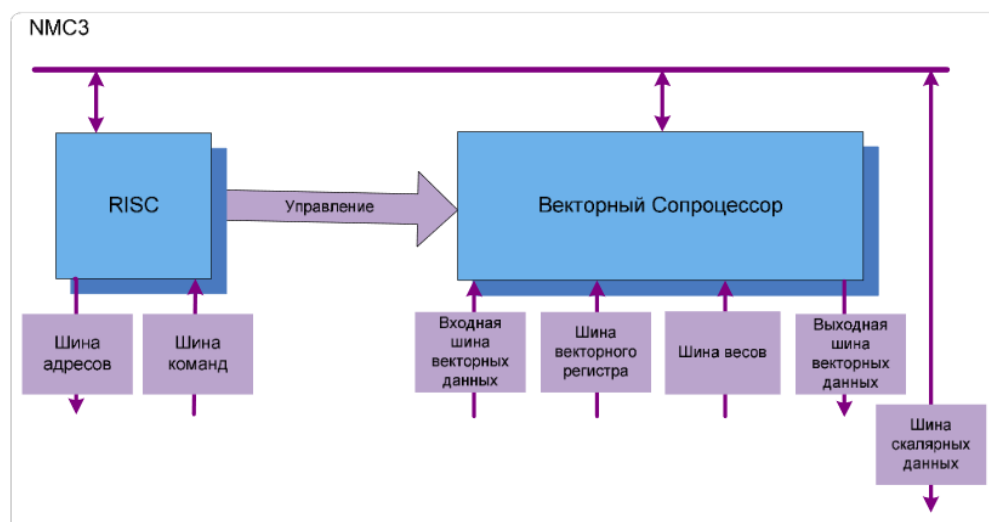 NMC3
RISC
Управление
Векторный Сопроцессор
Шина
адресов
Шина
команд
Входная
шина
векторных
данных
Шина
векторного
регистра
Шина весов
Выходная
шина
векторных
данных
Шина
скалярных
данных